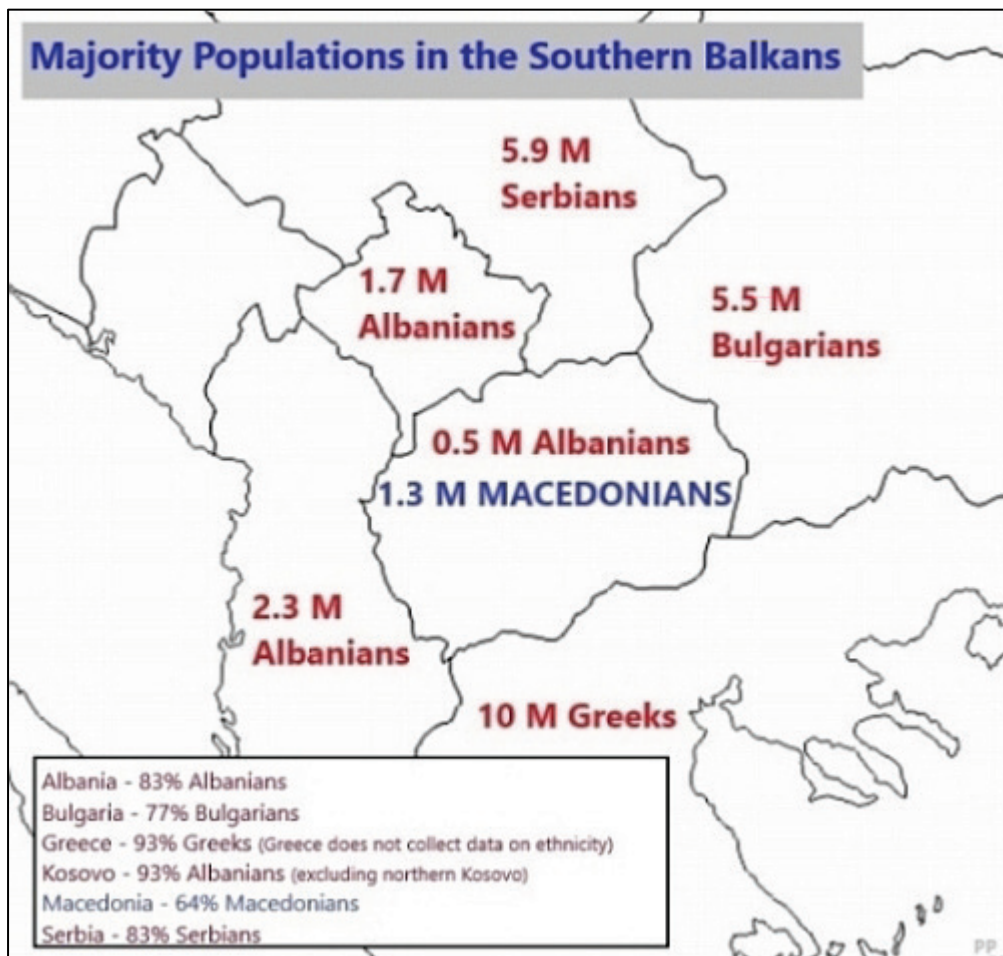 Majority Populations in the Southern Balkans
5.9 M
Serbians
1.7 M
Albanians
5.5 M
Bulgarians
0.5 M Albanians
1.3 M MACEDONIANS
2.3 M
Albanians
10 M Greeks
Albania - 83% Albanians
Bulgaria - 77% Bulgarians
Greece - 93% Greeks (Greece does not collect data on ethnicity)
Kosovo - 93% Albanians (excluding northern Kosovo)
Macedonia - 64% Macedonians
Serbia - 83% Serbians
PP